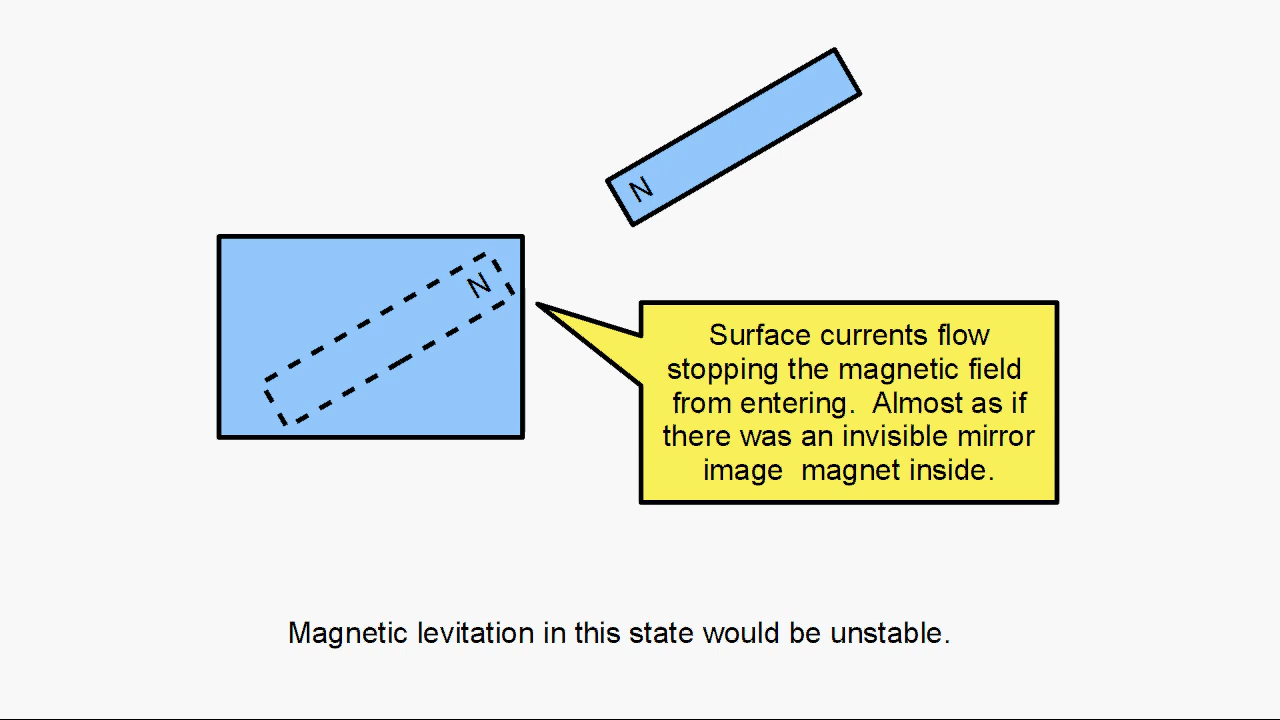 N
N
Surface currents flow
stopping the magnetic field
from entering.  Almost as if
there was an invisible mirror
image  magnet inside.
Magnetic levitation in this state would be unstable.